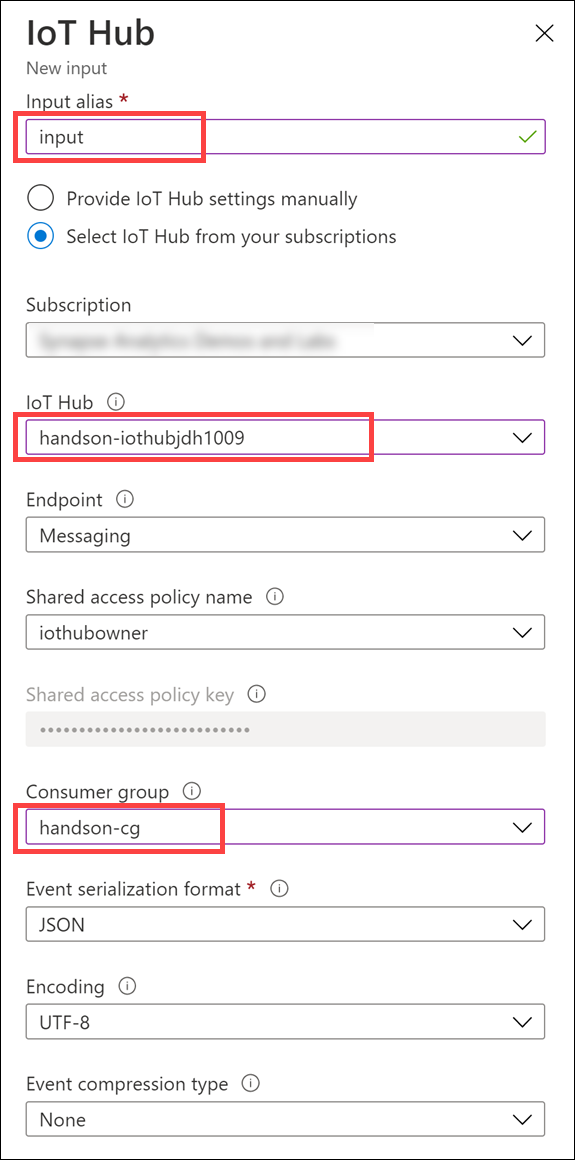 IoT Hub
New input
Input alias *
input
Provide IoT Hub settings manually
Select IoT Hub from your subscriptions
Subscription
IoT Hub
handson-iothubjdh1009
Endpoint
Messaging
Shared access policy name
iothubowner
Shared access policy key
•••••••••••••••••••••••••••
Consumer group
handson-cg
Event serialization format *
JSON
Encoding
UTF-8
Event compression type
None